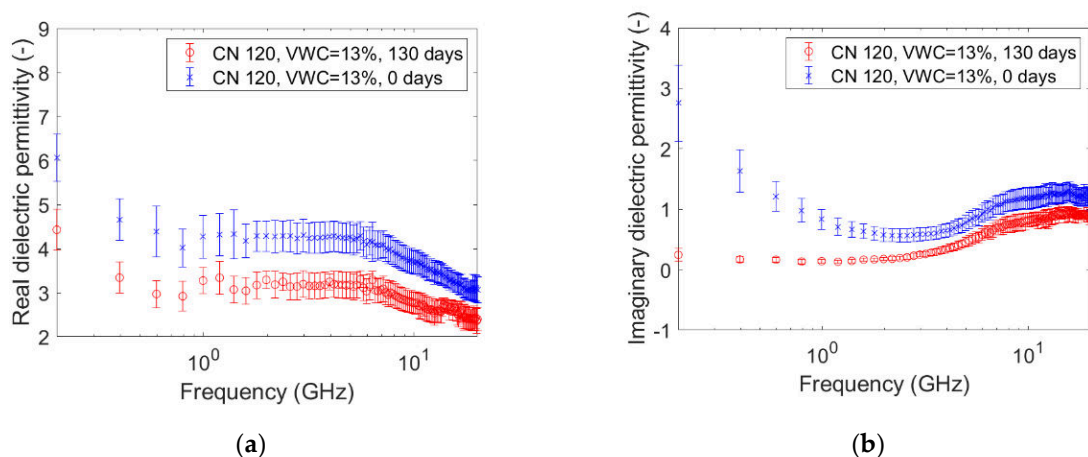 9
8
7
6
5
4
3
2
Real dielectric permittivity (-)
CN 120, VWC=13%, 130 days
CN 120, VWC=13%, 0 days
10⁰
10¹
Frequency (GHz)
(a)
4
3
2
1
0
-1
Imaginary dielectric permittivity (-)
CN 120, VWC=13%, 130 days
CN 120, VWC=13%, 0 days
10⁰
10¹
Frequency (GHz)
(b)